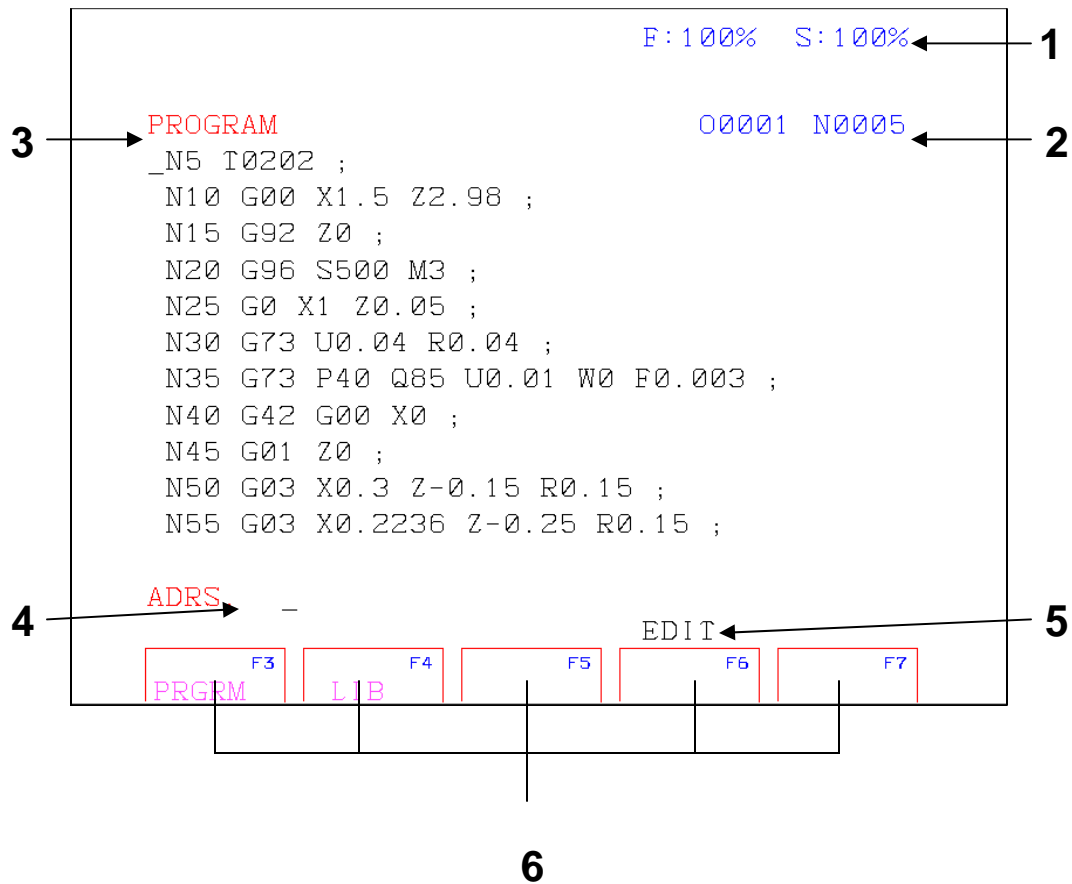 F:100% S:100%
1
PROGRAM O0001 N0005
3
2
_N5 T0202 ;
N10 G00 X1.5 Z2.98 ;
N15 G92 Z0 ;
N20 G96 S500 M3 ;
N25 G0 X1 Z0.05 ;
N30 G73 U0.04 R0.04 ;
N35 G73 P40 Q85 U0.01 W0 F0.003 ;
N40 G42 G00 X0 ;
N45 G01 Z0 ;
N50 G03 X0.3 Z-0.15 R0.15 ;
N55 G03 X0.2236 Z-0.25 R0.15 ;
ADRS. _
4
EDIT
5
F3 F4 F5 F6 F7
PRGRM LIB
6